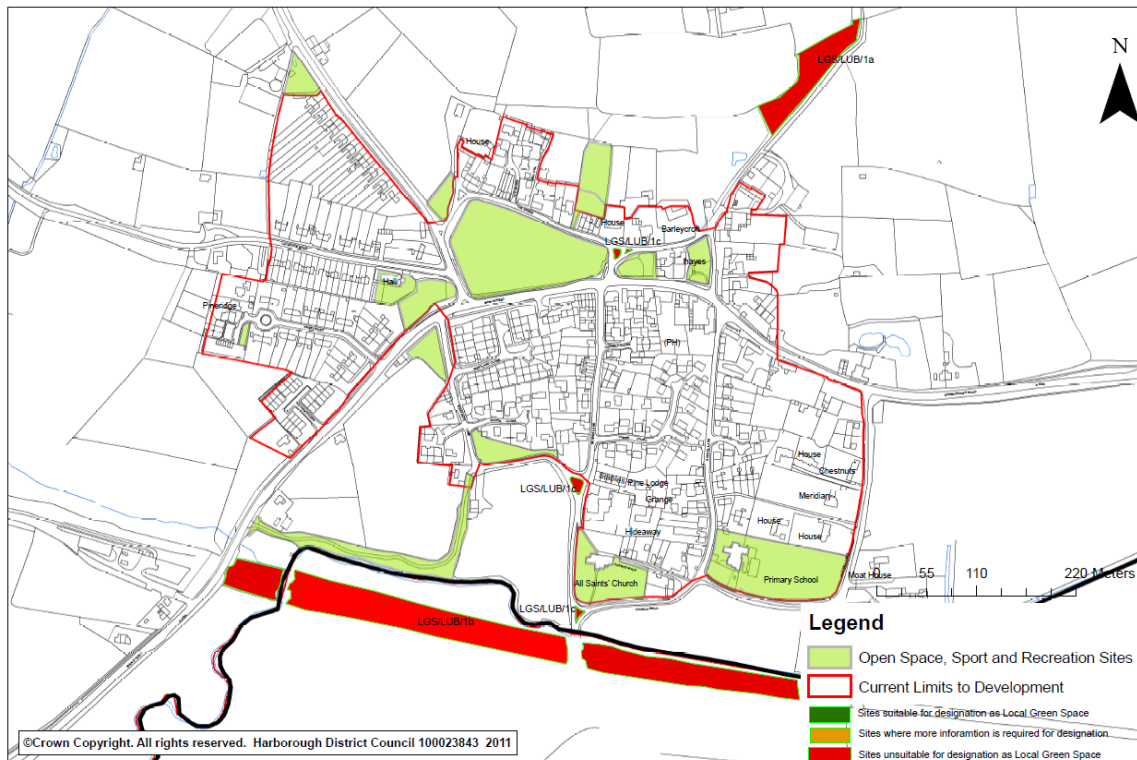 LGS/LUB/1a
N
House
House
Barleycroft
LGS/LUB/1c
hayes
Hall
Pineridge
(PH)
House
Chestnuts
LGS/LUB/1c
Pine Lodge
Grange
Meridian
House
Hideaway
House
All Saints' Church
Primary School
Moat House
55 110 220 Meters
LGS/LUB/1c
LGS/LUB/1b
Legend
Open Space, Sport and Recreation Sites
Current Limits to Development
Sites suitable for designation as Local Green Space
Sites where more inforamtion is required for designation
Sites unsuitable for designation as Local Green Space
©Crown Copyright. All rights reserved. Harborough District Council 100023843 2011